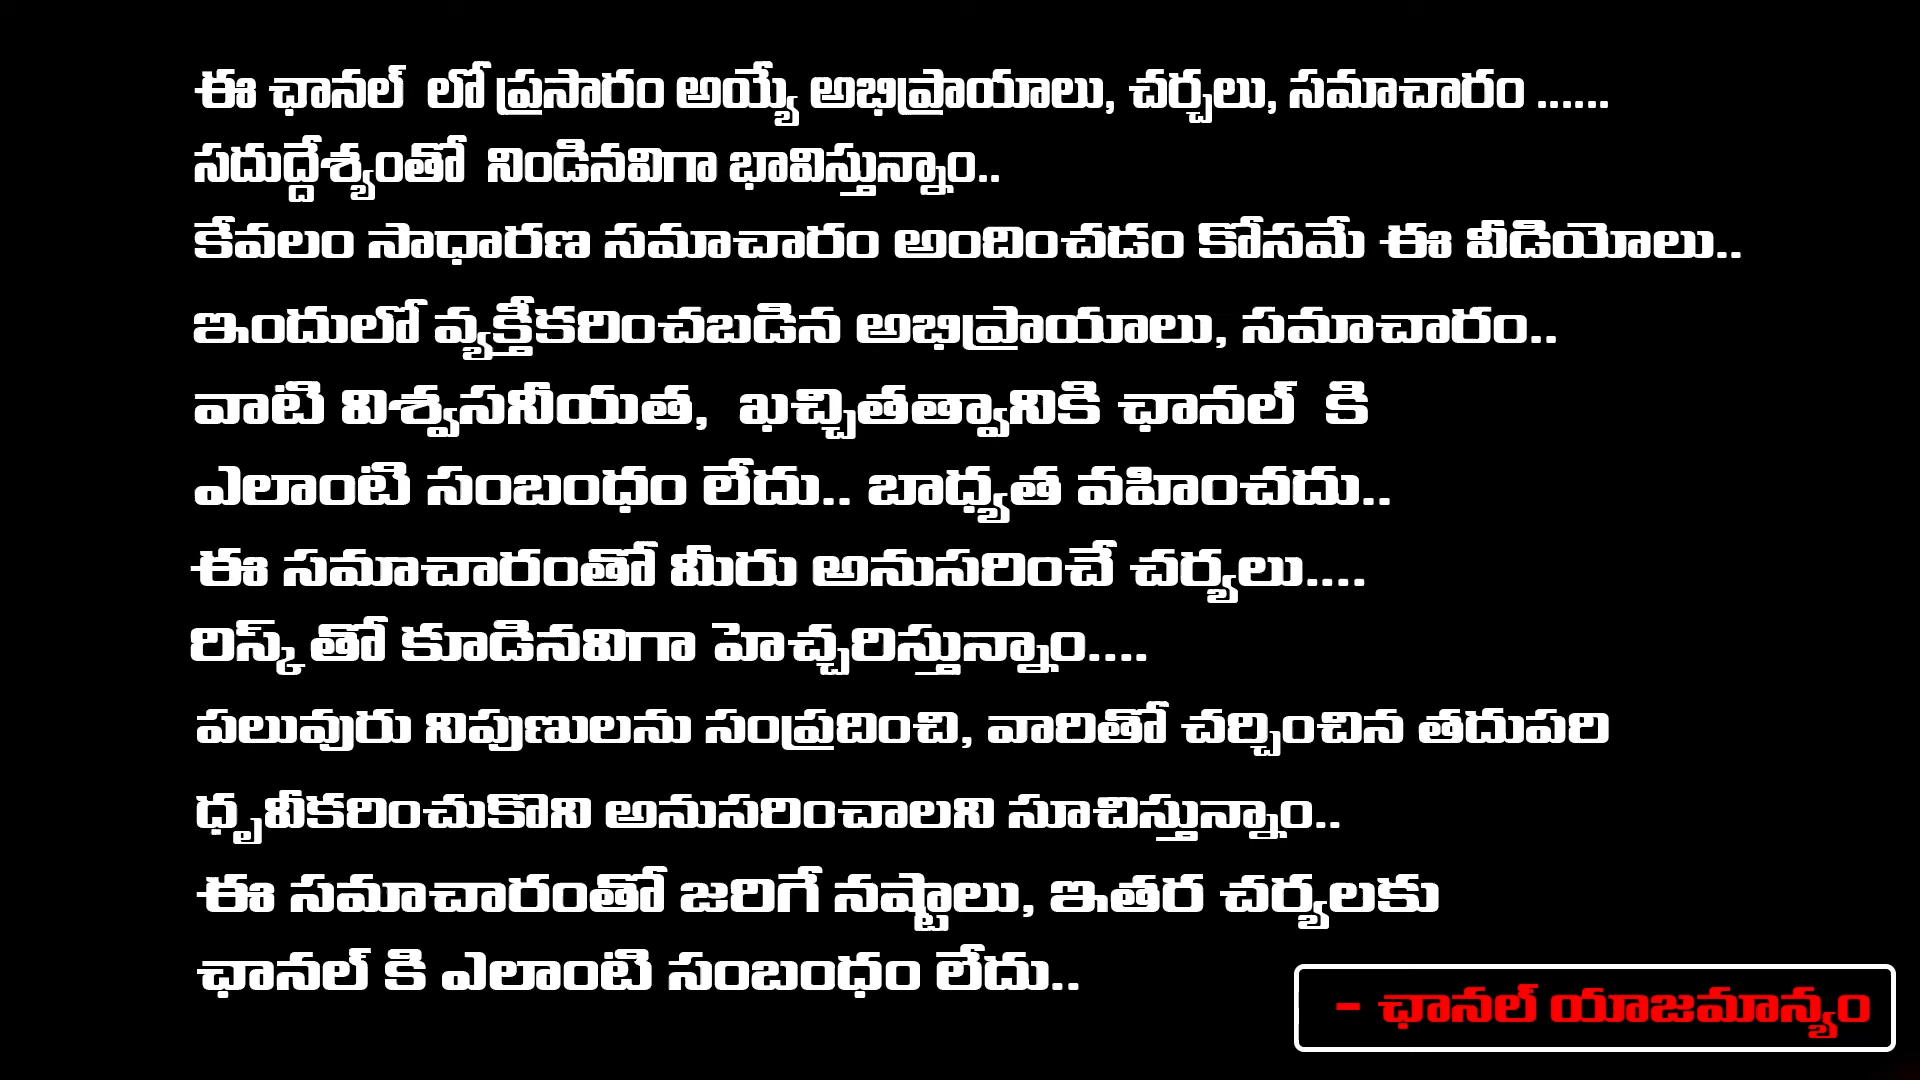 ఈ ఛానల్ లో ప్రసారం అయ్యే అభిప్రాయాలు, చర్చలు, సమాచారం ......
సదుద్దేశ్యంతో నిండినవిగా భావిస్తున్నాం..
కేవలం సాధారణ సమాచారం అందించడం కోసమే ఈ వీడియోలు..
ఇందులో వ్యక్తీకరించబడిన అభిప్రాయాలు, సమాచారం..
వాటి విశ్వసనీయత, ఖచ్చితత్వానికి ఛానల్ కి
ఎలాంటి సంబంధం లేదు.. బాధ్యత వహించదు..
ఈ సమాచారంతో మీరు అనుసరించే చర్యలు....
రిస్క్ తో కూడినవిగా హెచ్చరిస్తున్నాం....
పలువురు నిపుణులను సంప్రదించి, వారితో చర్చించిన తదుపరి
ధృవీకరించుకొని అనుసరించాలని సూచిస్తున్నాం..
ఈ సమాచారంతో జరిగే నష్టాలు, ఇతర చర్యలకు
ఛానల్ కి ఎలాంటి సంబంధం లేదు..
- ఛానల్ యాజమాన్యం